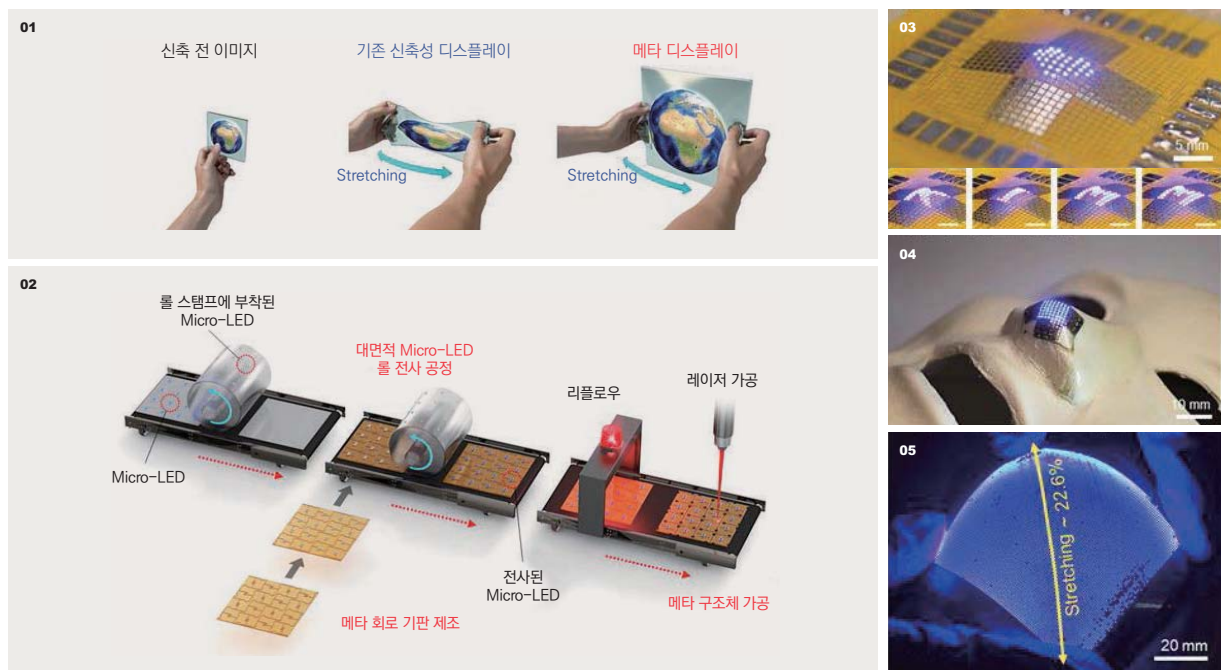 01
신축 전 이미지
기존 신축성 디스플레이
메타 디스플레이
Stretching
Stretching
02
롤 스탬프에 부착된
Micro-LED
대면적 Micro-LED
롤 전사 공정
리플로우
레이저 가공
Micro-LED
전사된
Micro-LED
메타 회로 기판 제조
메타 구조체 가공
03
5 mm
04
10 mm
05
Stretching ~ 22.6%
20 mm